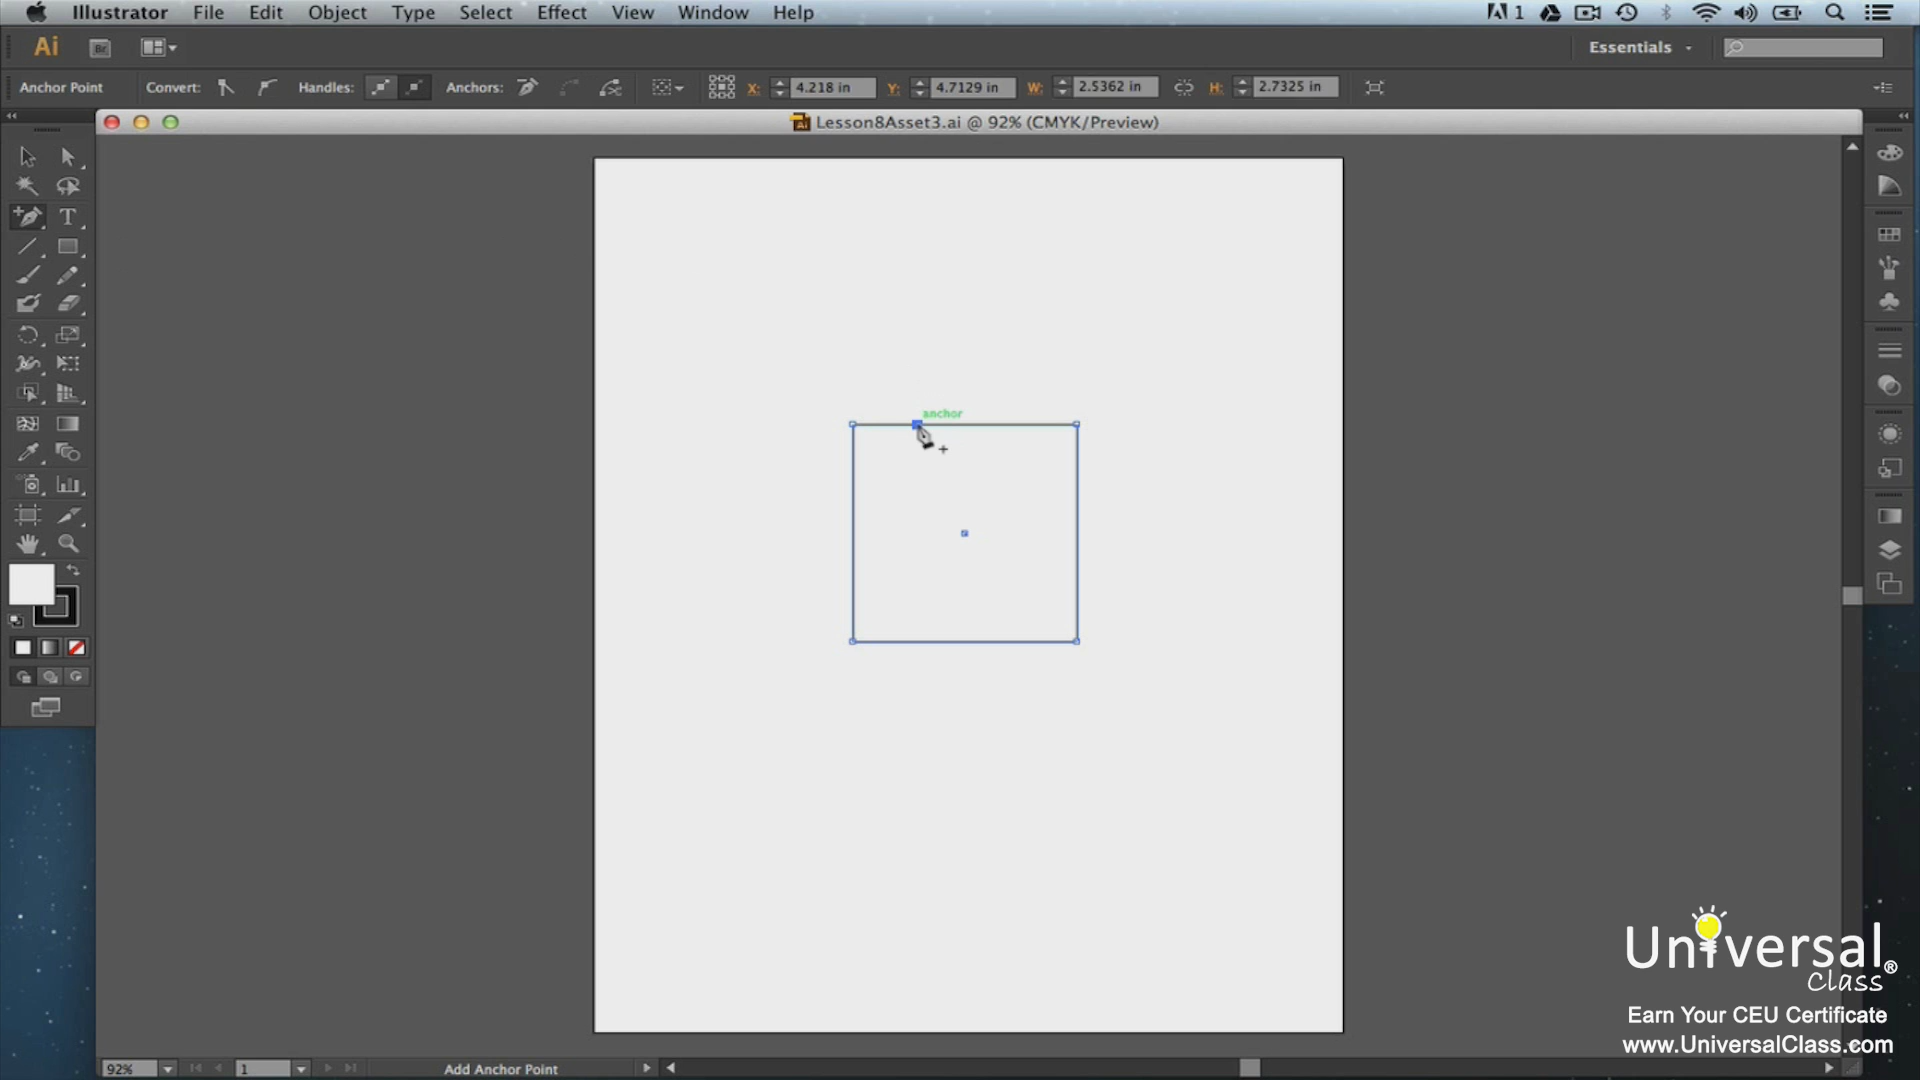 Illustrator File Edit Object Type Select Effect View Window Help 1
Ai Br Essentials
Anchor Point Convert: Handles: Anchors: X: 4.218 in Y: 4.7129 in W: 2.5362 in H: 2.7325 in
Lesson8Asset3.ai @ 92% (CMYK/Preview)
T
anchor
Universal®
Class
Earn Your CEU Certificate
www.UniversalClass.com
92% 1 Add Anchor Point